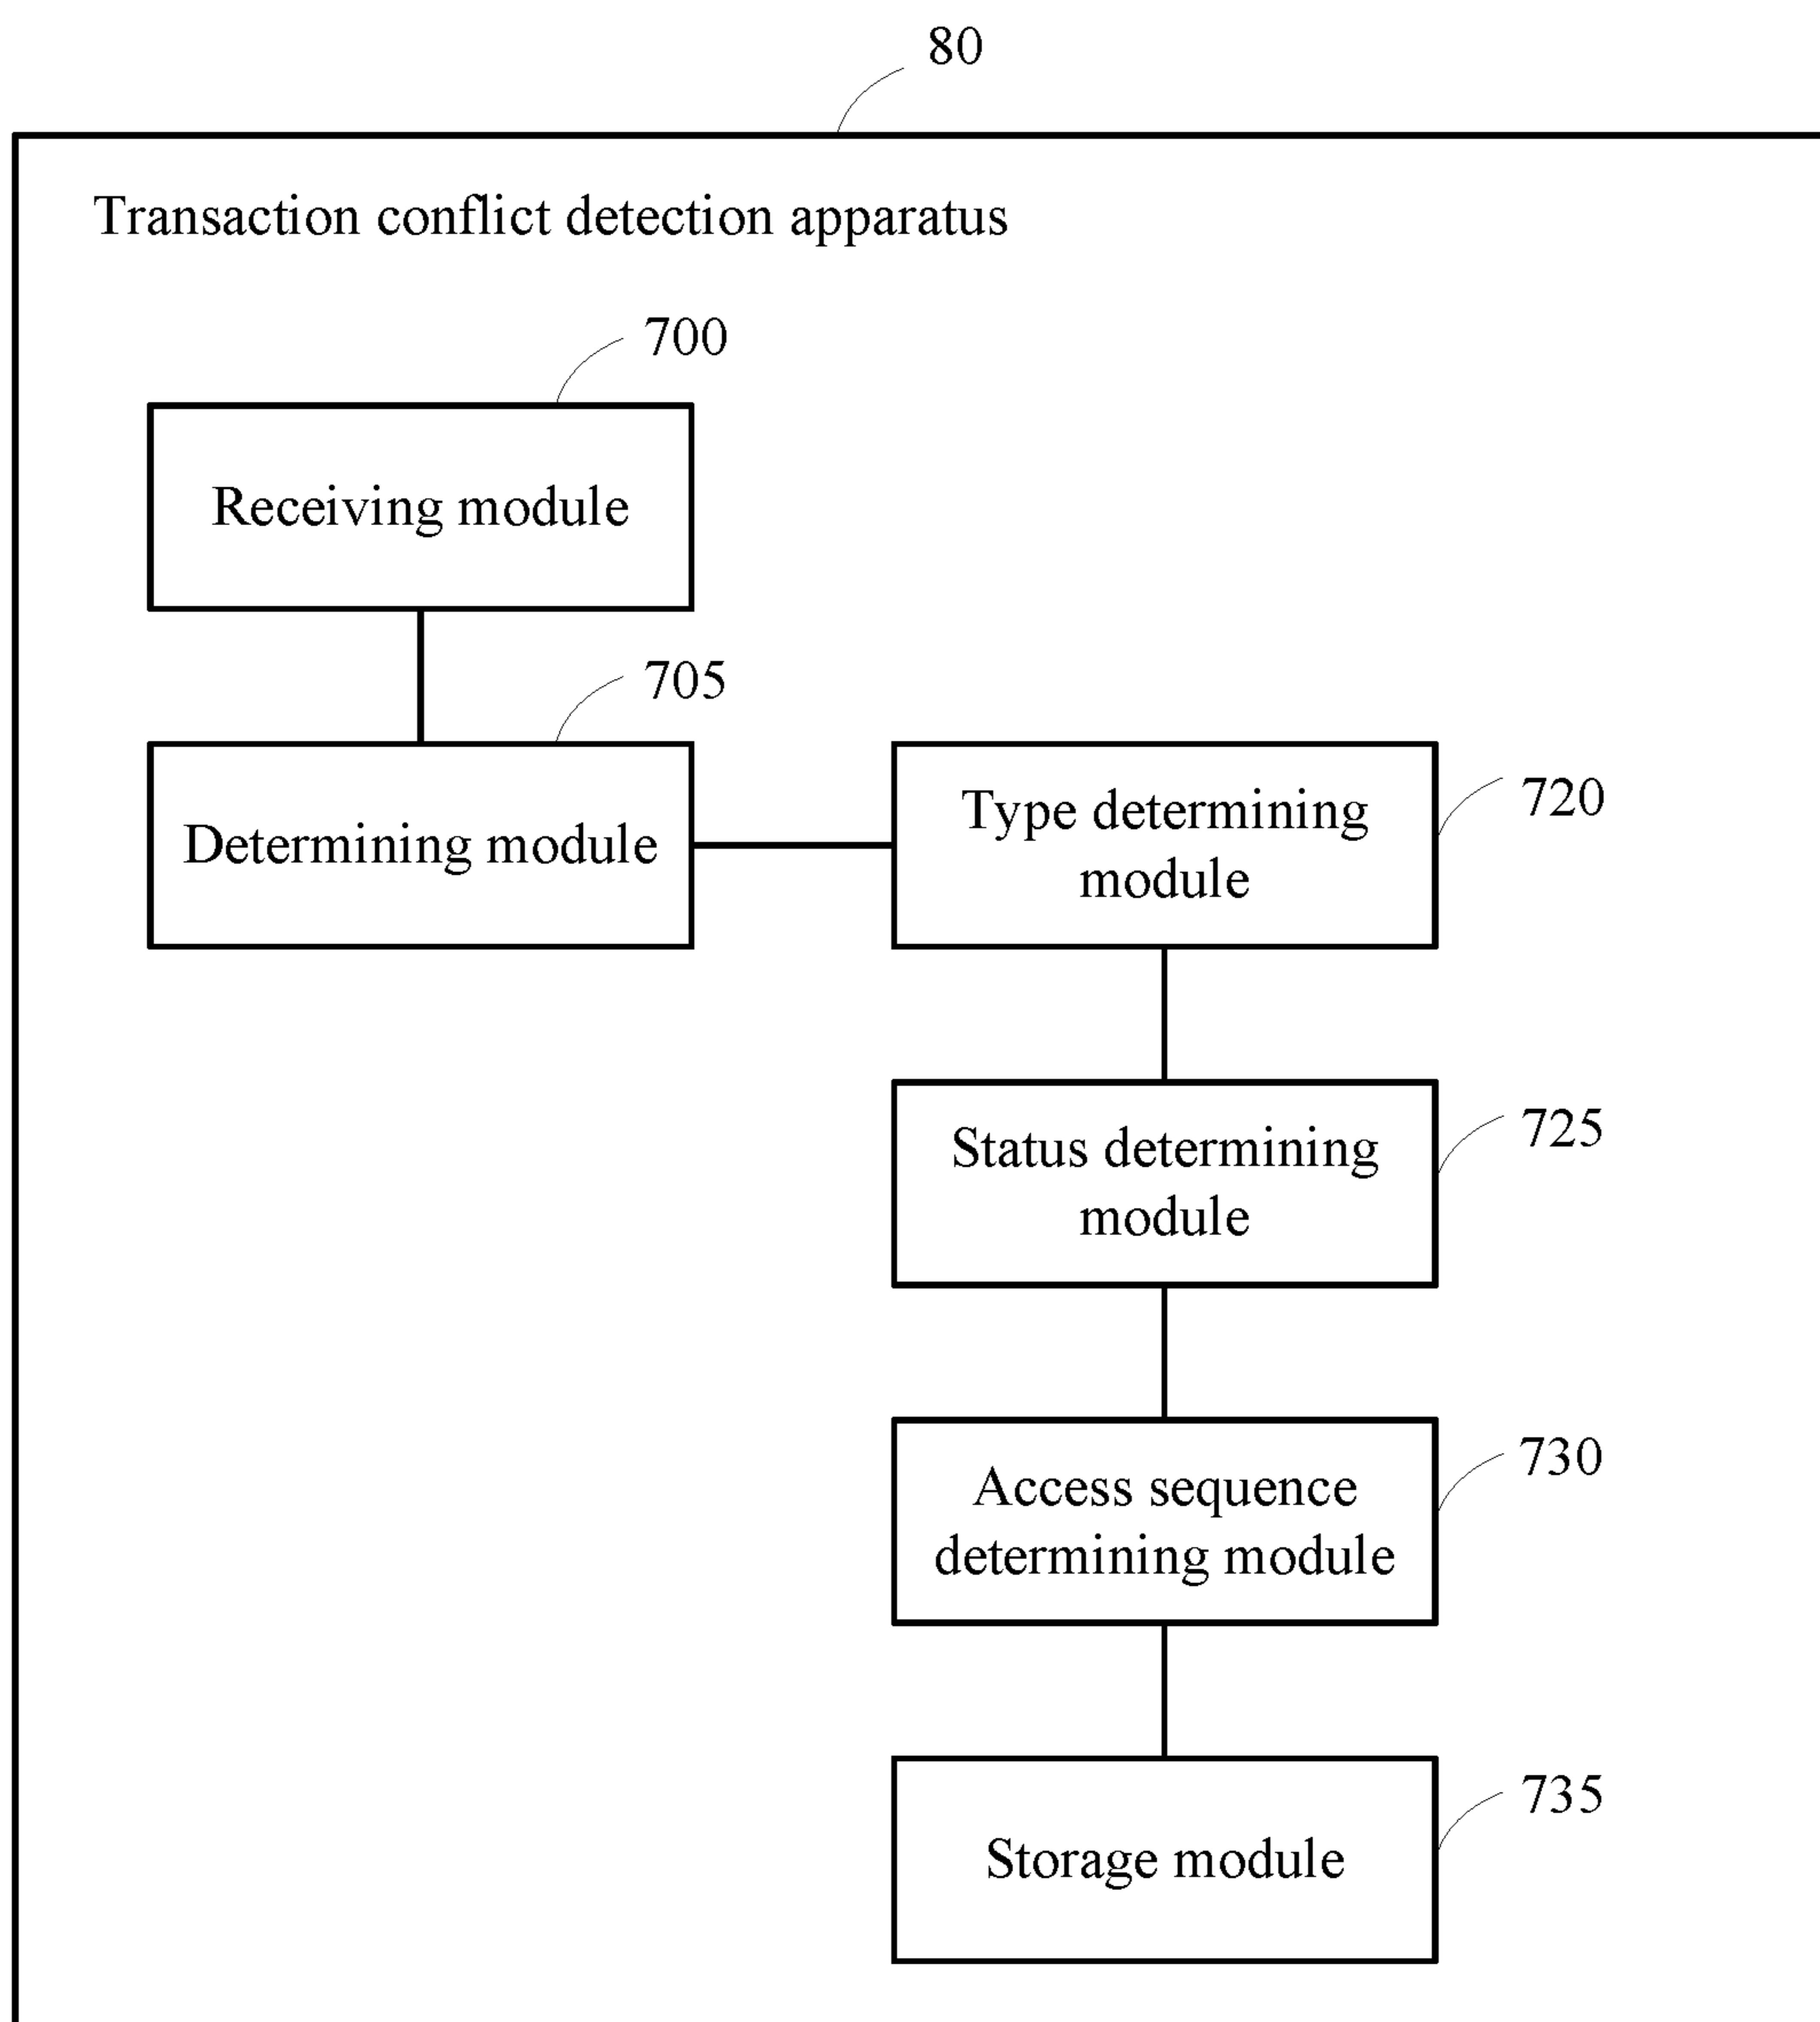 80
Transaction conflict detection apparatus
700
Receiving module
705
Determining module
Type determining
module
720
Status determining
module
725
Access sequence
determining module
730
Storage module
735